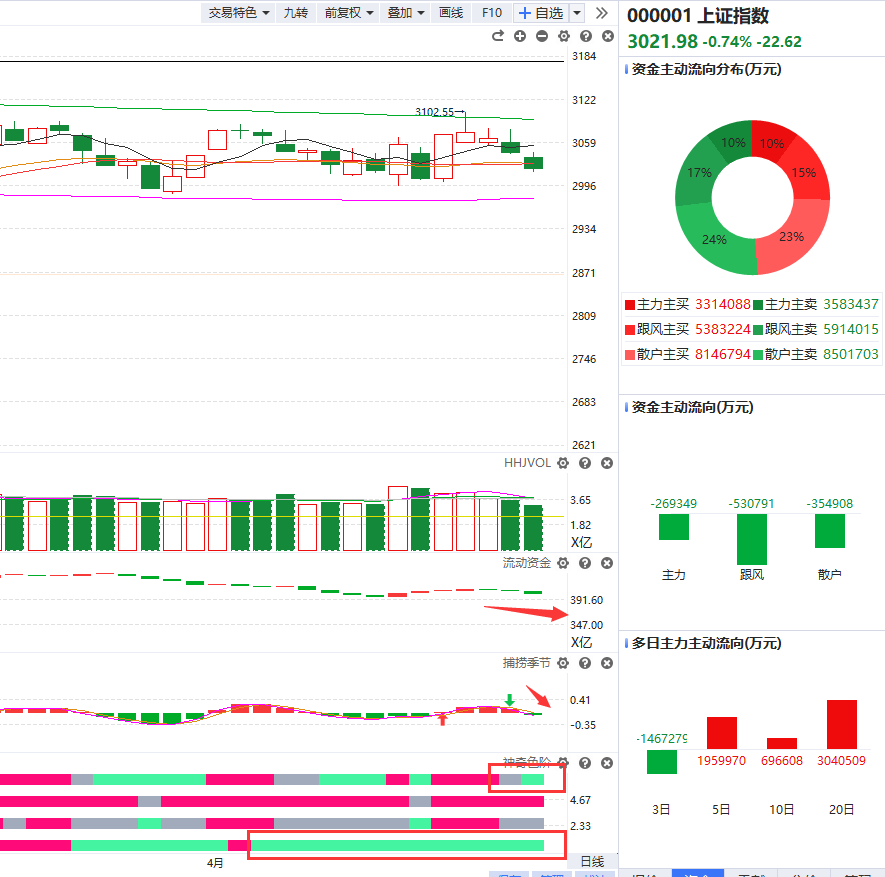 交易特色 九转 前复权 叠加 画线 F10 自选
000001 上证指数
3021.98 -0.74% -22.62
资金主动流向分布(万元)
3184
3122
3102.55
3059
2996
2934
2871
2809
2746
2683
2621
10% 10%
17% 15%
24% 23%
主力主买 3314088 主力主卖 3583437
跟风主买 5383224 跟风主卖 5914015
散户主买 8146794 散户主卖 8501703
资金主动流向(万元)
-269349 -530791 -354908
主力 跟风 散户
HHJVOL
3.65
1.82
X亿
流动资金
391.60
347.00
X亿
捕捞季节
0.41
-0.35
神奇色阶
4.67
2.33
4月
日线
多日主力主动流向(万元)
-1467279
1959970 696608 3040509
3日 5日 10日 20日